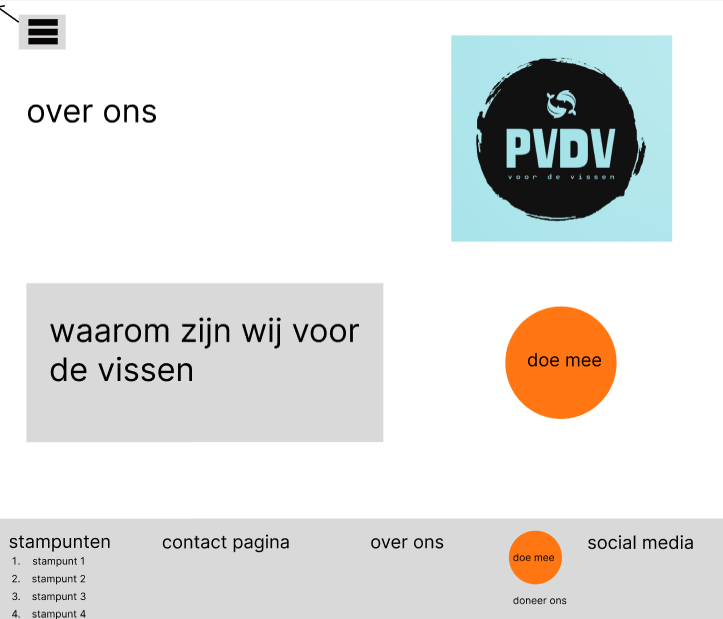 over ons
PVDV
voor de vissen
waarom zijn wij voor
de vissen
doe mee
stampunten
1. stampunt 1
2. stampunt 2
3. stampunt 3
4. stampunt 4
contact pagina
over ons
doe mee
doneer ons
social media